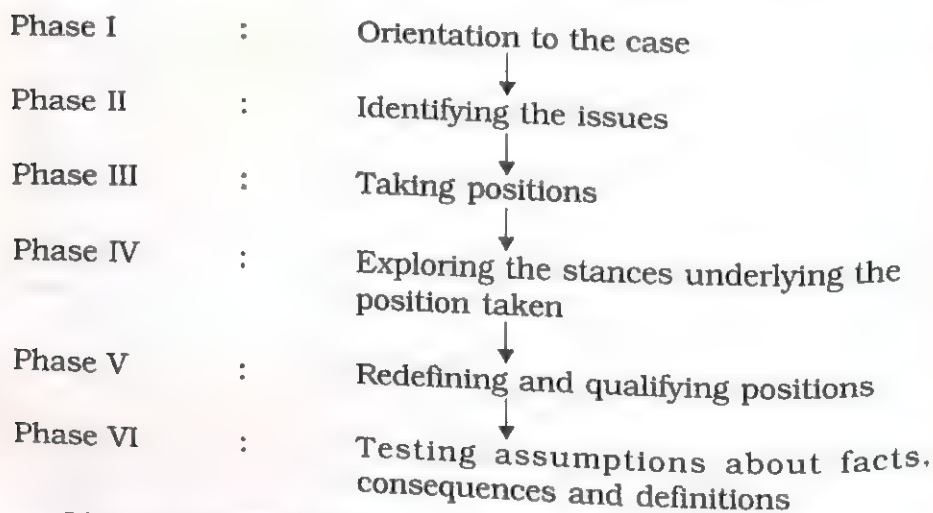 Phase I : Orientation to the case
Phase II : Identifying the issues
Phase III : Taking positions
Phase IV : Exploring the stances underlying the
position taken
Phase V : Redefining and qualifying positions
Phase VI : Testing assumptions about facts,
consequences and definitions